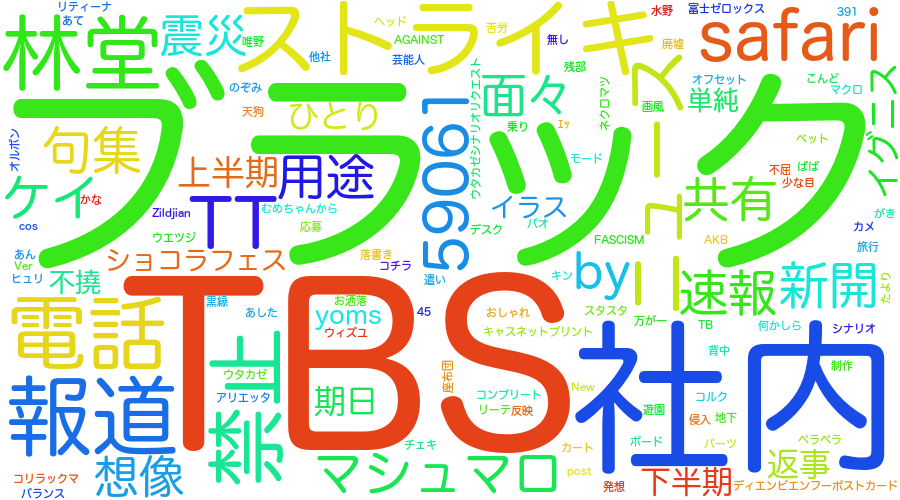 リティーナ
あて
林堂
震災
唯野
ストライキ
ヘッド
苦労
AGAINST
他社
芸能人
無し
水野
富士ゼロックス
391
safari
廃墟
残部
ブラック
のぞみ
天狗
ひとり
面々
ネクロマツ
画風
オフセット
単純
こんど
マクロ
イグニス
オルポン
句集
上半期
用途
59061
ウタカゼシナリオリクエスト
乗り
エッ
モード
ニュース
ペット
不屈
ぱぱ
少な目
ケイ
かな
cos
Zildjian
TT
むめちゃんから
応募
イラス
パオ
デスク
共有
がき
カメ
旅行
FASCISM
AKB
ウエツジ
あん
Ver
ヒュリ
不撓
ショコラフェス
落書き
コチラ
遣い
キン
by
速報
新開
たより
電話
TBS
黒縁
あした
お洒落
yoms
ウィズユ
45
おしゃれ
キャスネットプリント
スタスタ
万が一
TB
何かしら
シナリオ
社内
報道
禁止
ウタカゼ
アリエッタ
期日
座布団
コンプリート
リーテ
反映
New
背中
制作
コルク
遊園
侵入
地下
想像
チェキ
マシュマロ
カート
post
ボード
パーツ
ペラペラ
返事
コリラックマ
バランス
発想
下半期
ディエンビエンフーポストカード